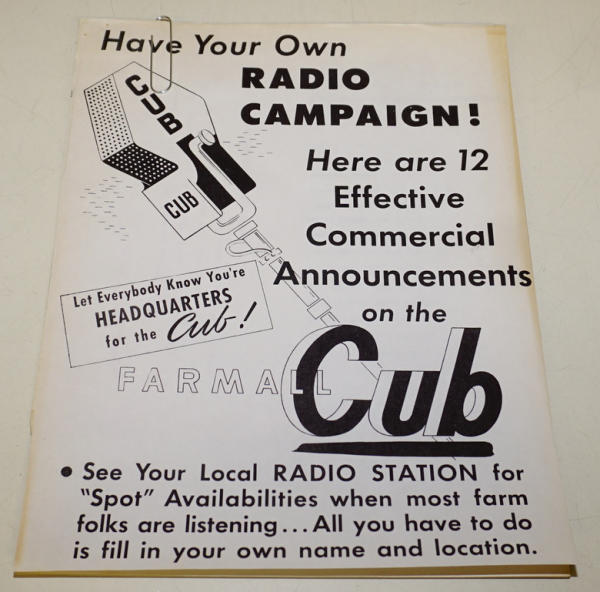 Have Your Own
RADIO
CAMPAIGN!
CUB
CUB
Here are 12
Effective
Commercial
Announcements
on the
Let Everybody Know You're
HEADQUARTERS
for the Cub!
FARMALL Cub
• See Your Local RADIO STATION for
"Spot" Availabilities when most farm
folks are listening...All you have to do
is fill in your own name and location.